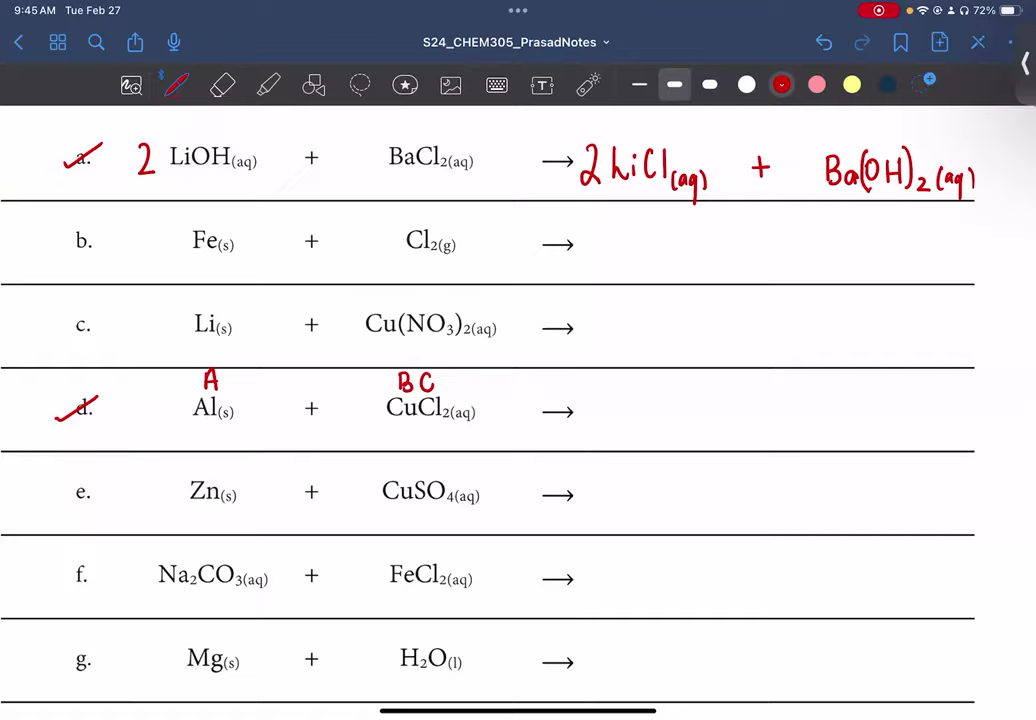 9:45 AM Tue Feb 27 72%
S24_CHEM305_PrasadNotes
a. 2 LiOH(aq) + BaCl₂(aq) ⟶ 2 LiCl(aq) + Ba(OH)₂(aq)
b. Fe(s) + Cl₂(g) ⟶
c. Li(s) + Cu(NO₃)₂(aq) ⟶
A BC
d. Al(s) + CuCl₂(aq) ⟶
e. Zn(s) + CuSO₄(aq) ⟶
f. Na₂CO₃(aq) + FeCl₂(aq) ⟶
g. Mg(s) + H₂O(l) ⟶